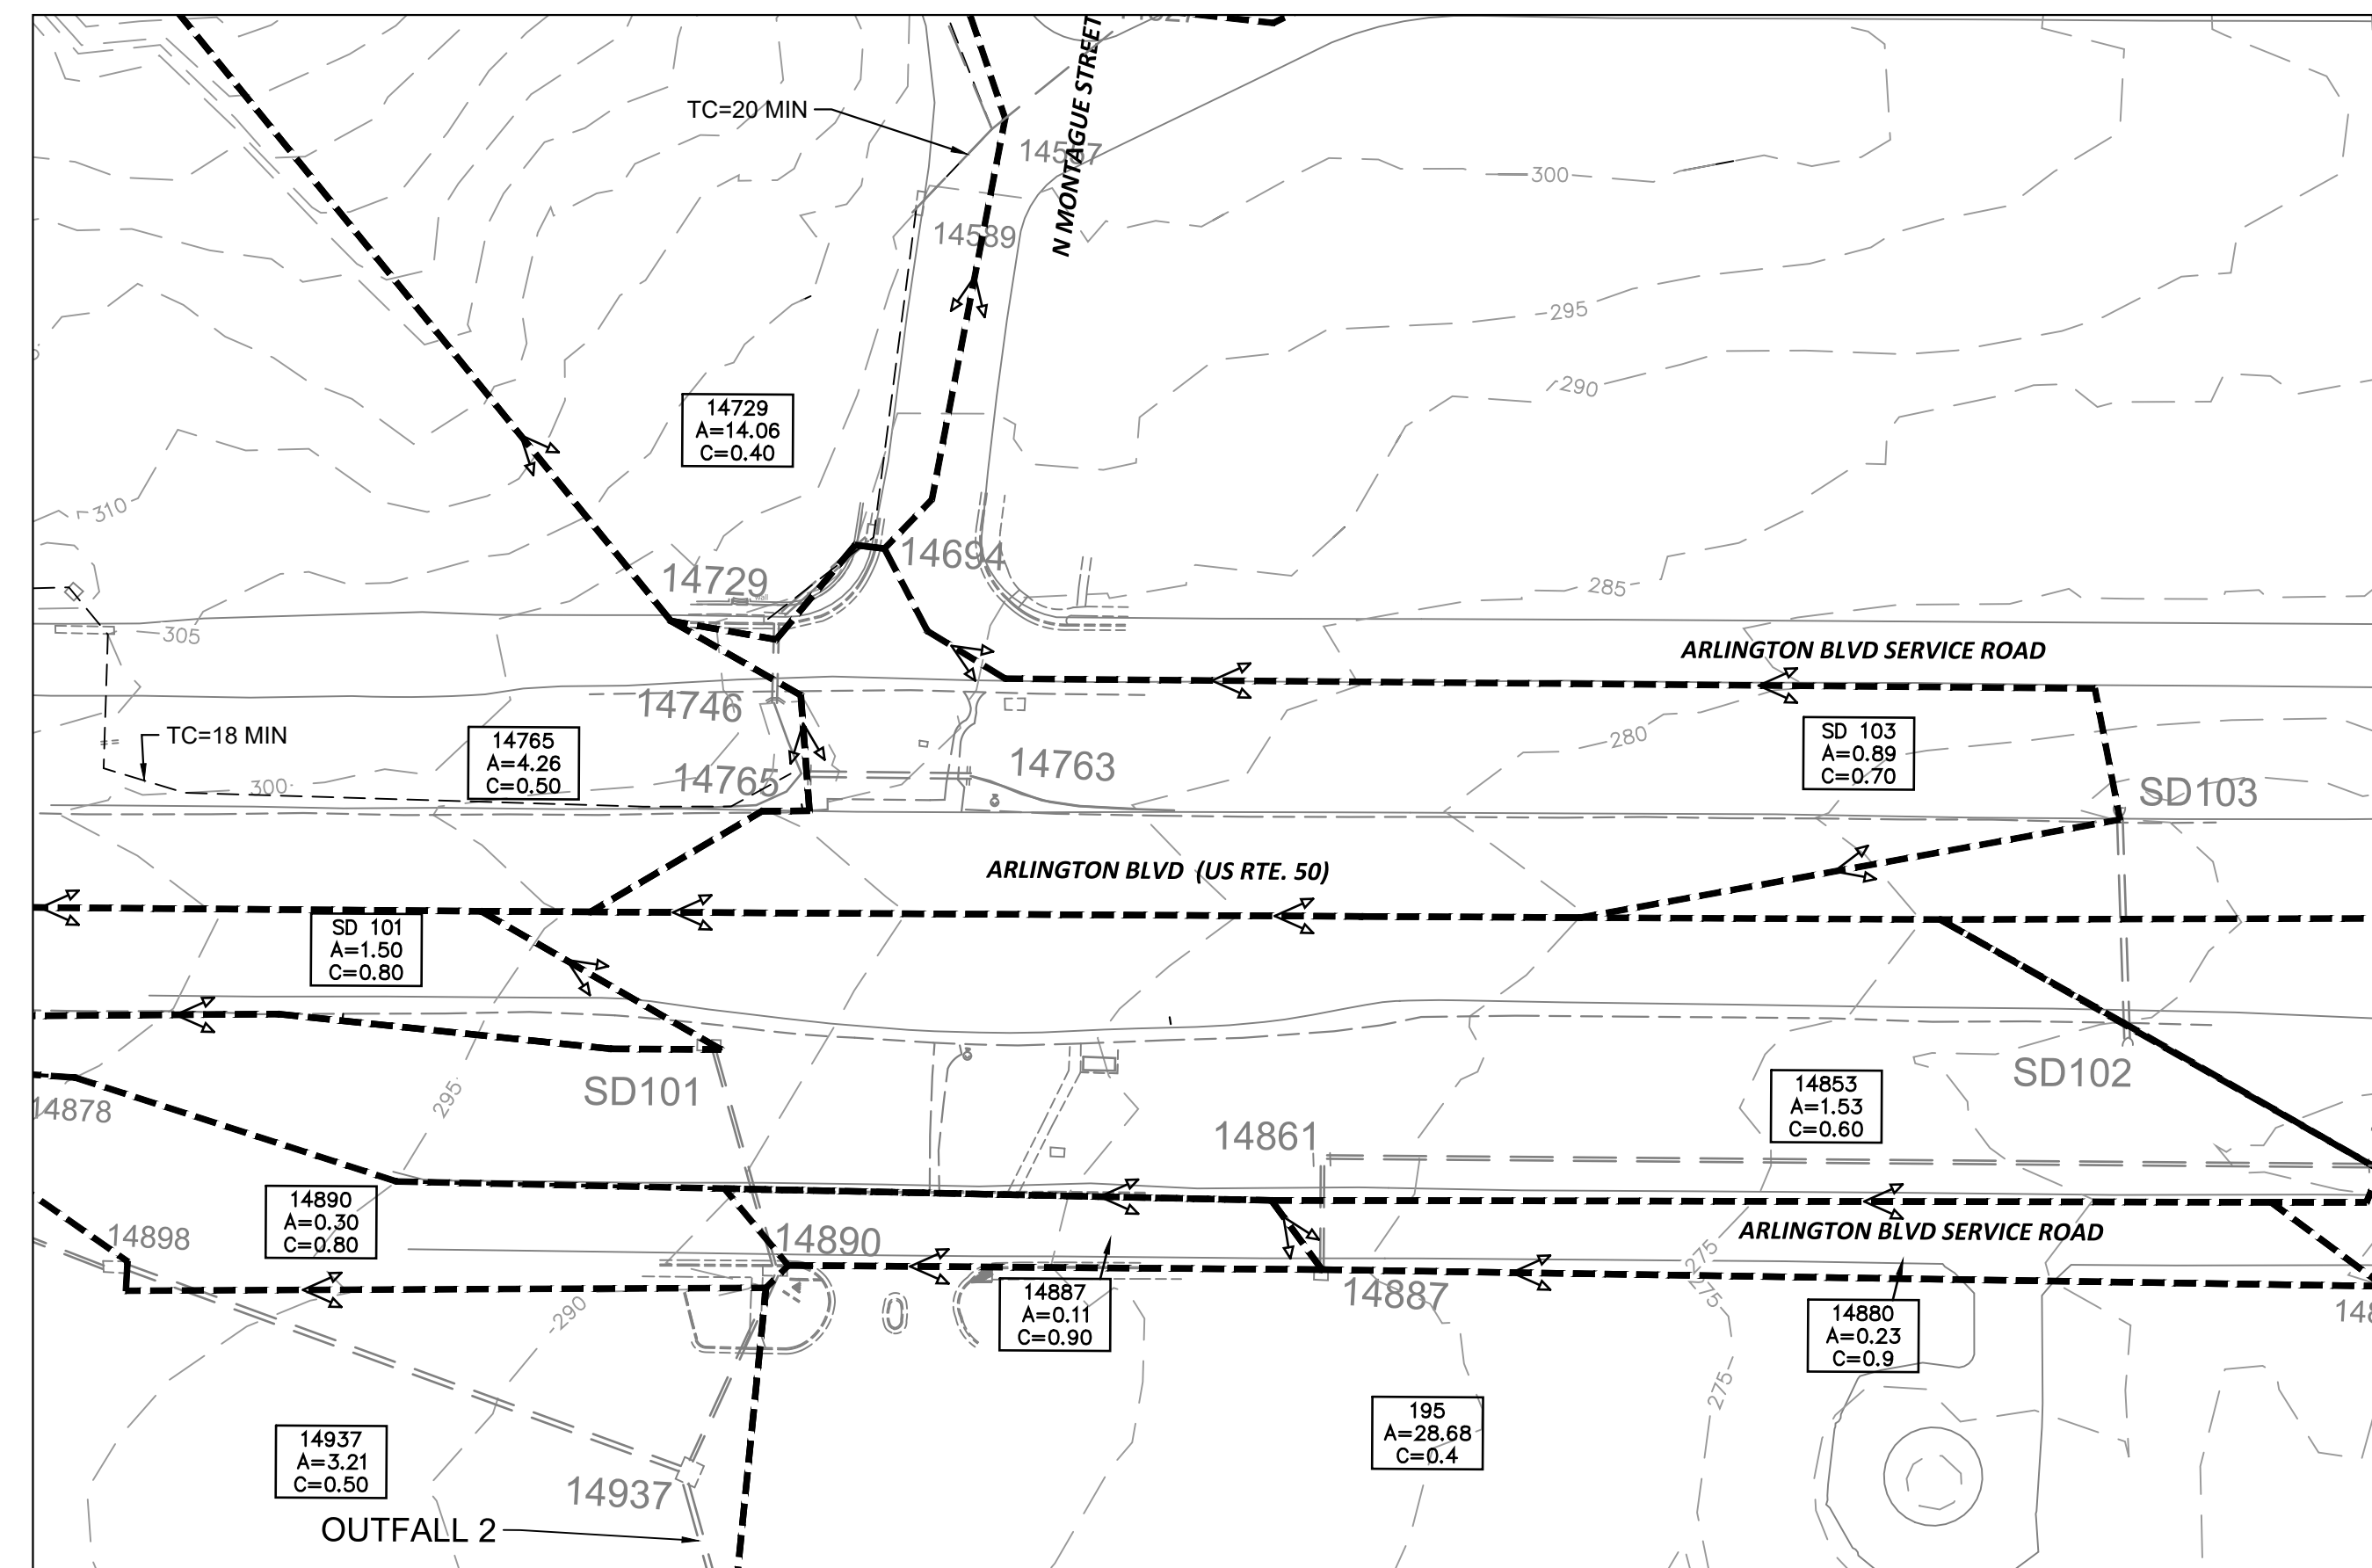 N MONTAGUE STREET
TC=20 MIN
14587
14589
300
295
290
14729
A=14.06
C=0.40
310
14694
14729
285
305
ARLINGTON BLVD SERVICE ROAD
14746
TC=18 MIN
14765
A=4.26
C=0.50
14765
14763
280
SD 103
A=0.89
C=0.70
SD103
300
ARLINGTON BLVD (US RTE. 50)
SD 101
A=1.50
C=0.80
SD101
SD102
14878
295
14853
A=1.53
C=0.60
14861
14890
A=0.30
C=0.80
14898
14890
ARLINGTON BLVD SERVICE ROAD
275
275
290
14887
A=0.11
C=0.90
14887
14880
A=0.23
C=0.9
275
195
A=28.68
C=0.4
14937
A=3.21
C=0.50
14937
OUTFALL 2